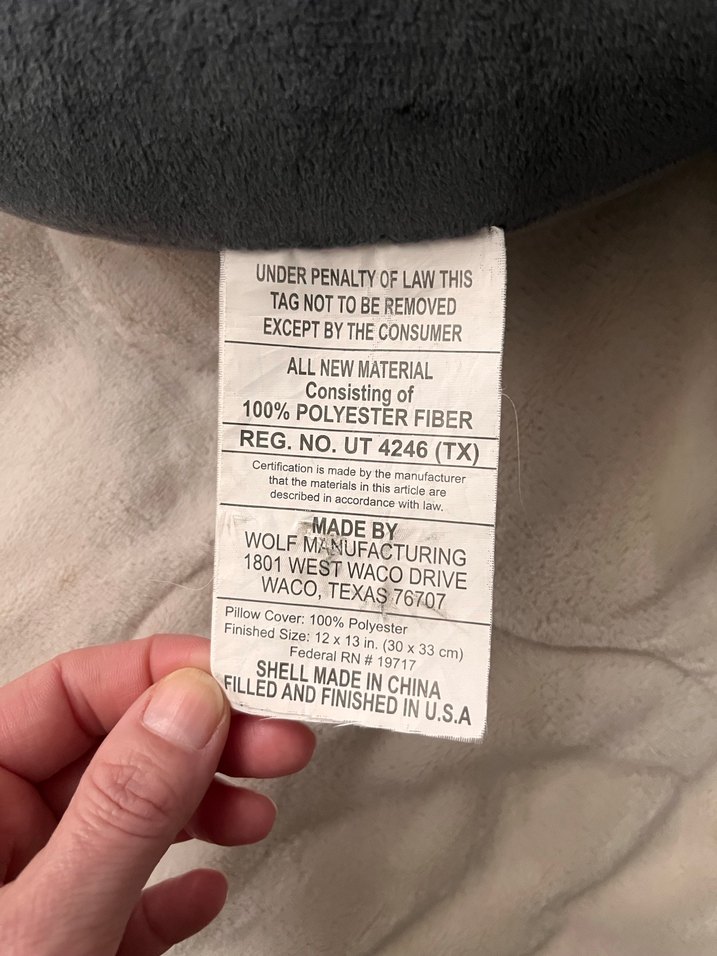 UNDER PENALTY OF LAW THIS
TAG NOT TO BE REMOVED
EXCEPT BY THE CONSUMER
ALL NEW MATERIAL
Consisting of
100% POLYESTER FIBER
REG. NO. UT 4246 (TX)
Certification is made by the manufacturer
that the materials in this article are
described in accordance with law.
MADE BY
WOLF MANUFACTURING
1801 WEST WACO DRIVE
WACO, TEXAS 76707
Pillow Cover: 100% Polyester
Finished Size: 12 x 13 in. (30 x 33 cm)
Federal RN # 19717
SHELL MADE IN CHINA
FILLED AND FINISHED IN U.S.A